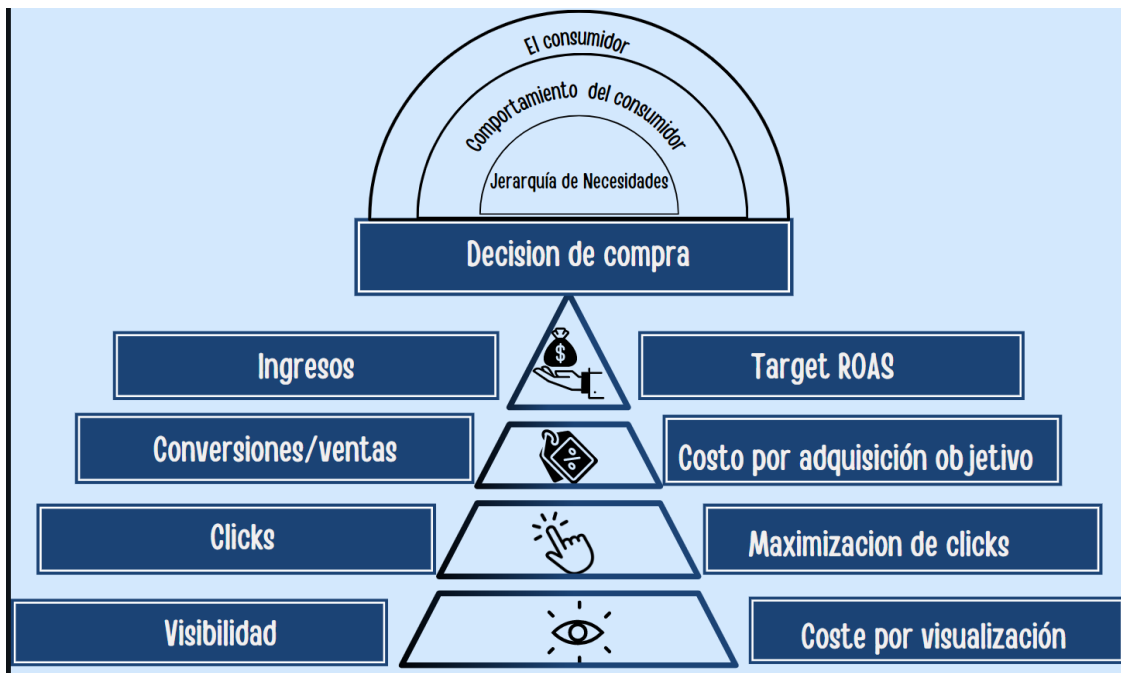 El consumidor
Comportamiento del consumidor
Jerarquía de Necesidades
Decision de compra
$
Ingresos
Target ROAS
%
Conversiones/ventas
Costo por adquisición objetivo
Clicks
Maximizacion de clicks
Visibilidad
Coste por visualización